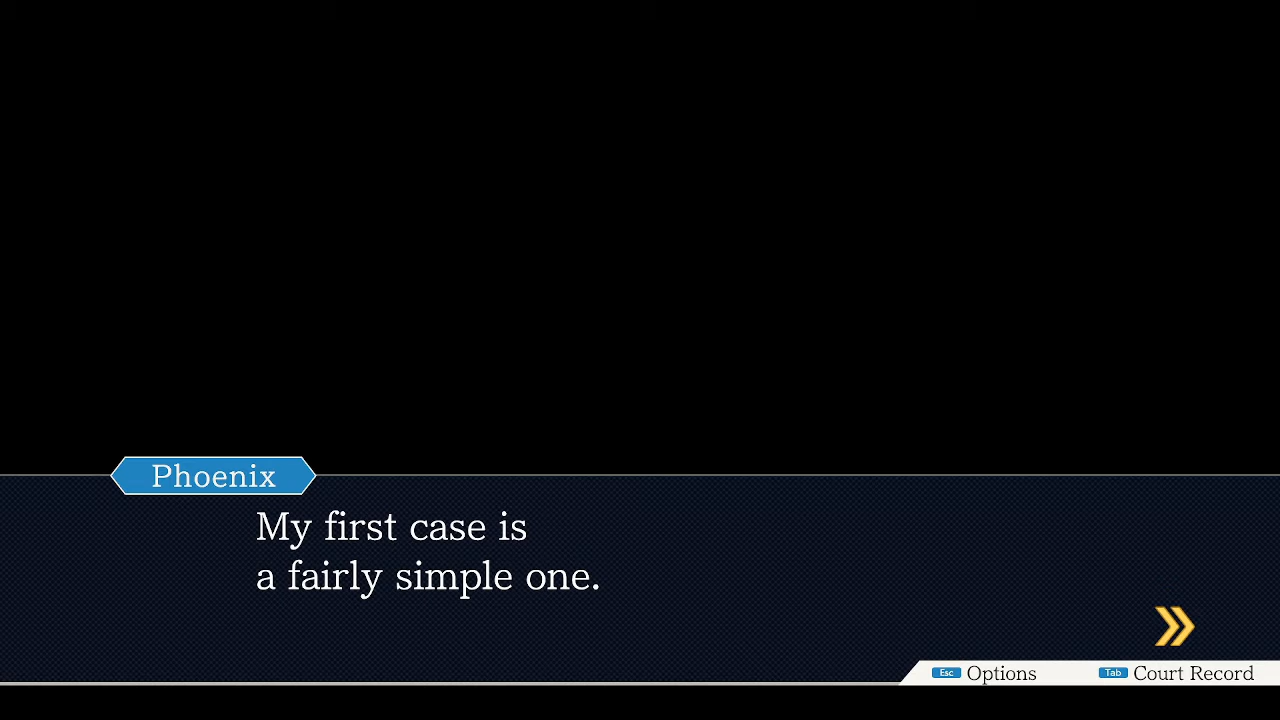 Phoenix
My first case is
a fairly simple one.
Esc Options Tab Court Record